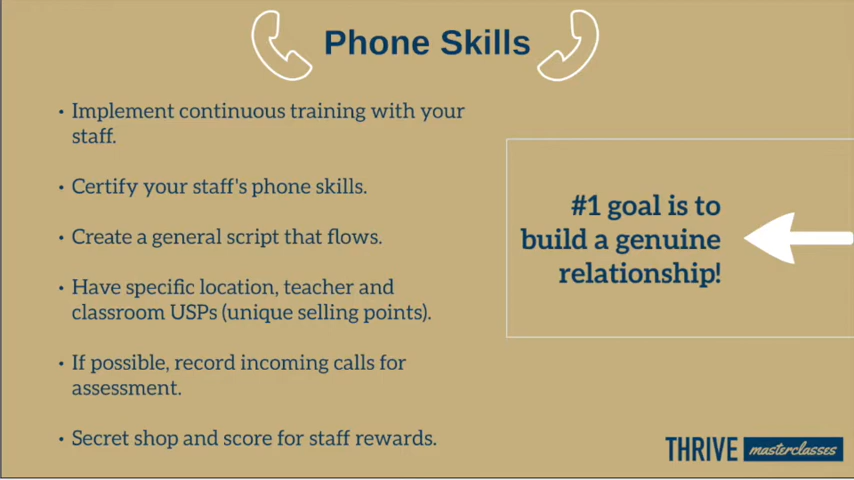 Phone Skills
• Implement continuous training with your
staff.
• Certify your staff's phone skills.
• Create a general script that flows.
• Have specific location, teacher and
classroom USPs (unique selling points).
• If possible, record incoming calls for
assessment.
• Secret shop and score for staff rewards.
#1 goal is to
build a genuine
relationship!
THRIVE masterclasses